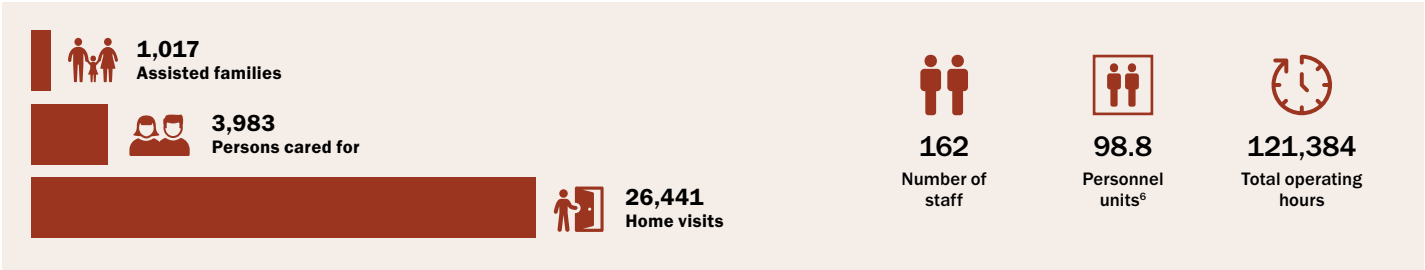 1,017
Assisted families
3,983
Persons cared for
26,441
Home visits
162
Number of
staff
98.8
Personnel
units⁶
121,384
Total operating
hours